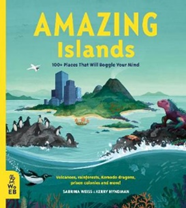 AMAZING
Islands
100+ Places That Will Boggle Your Mind
Volcanoes, rainforests, komodo dragons,
prison colonies and more!
SABRINA WEISS & KERRY HYNDMAN